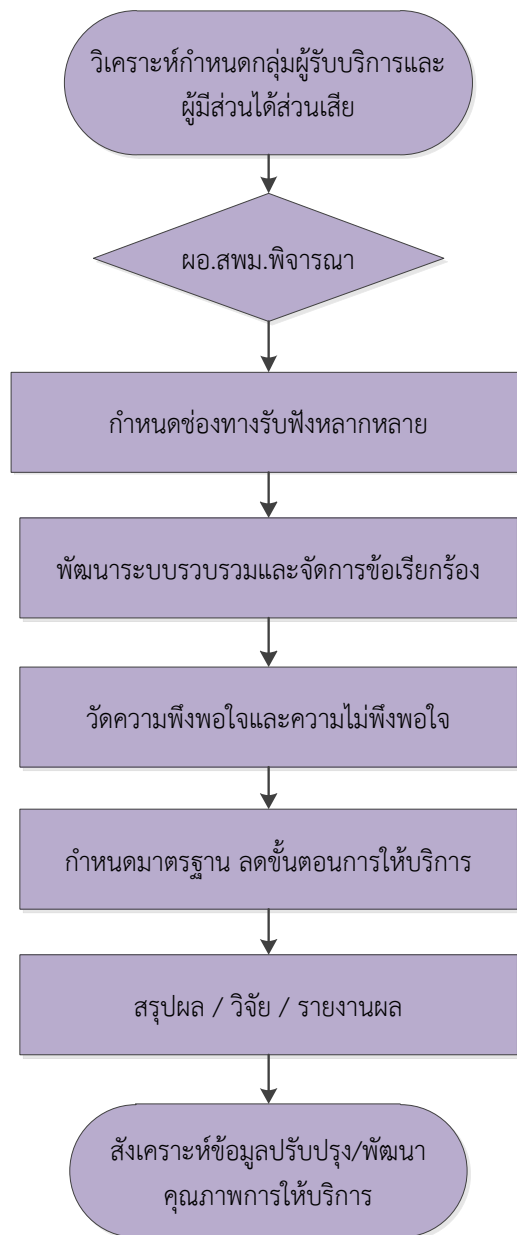 วิเคราะห์กำหนดกลุ่มผู้รับบริการและ
ผู้มีส่วนได้ส่วนเสีย
ผอ.สพม.พิจารณา
กำหนดช่องทางรับฟังหลากหลาย
พัฒนาระบบรวบรวมและจัดการข้อเรียกร้อง
วัดความพึงพอใจและความไม่พึงพอใจ
กำหนดมาตรฐาน ลดขั้นตอนการให้บริการ
สรุปผล / วิจัย / รายงานผล
สังเคราะห์ข้อมูลปรับปรุง/พัฒนา
คุณภาพการให้บริการ